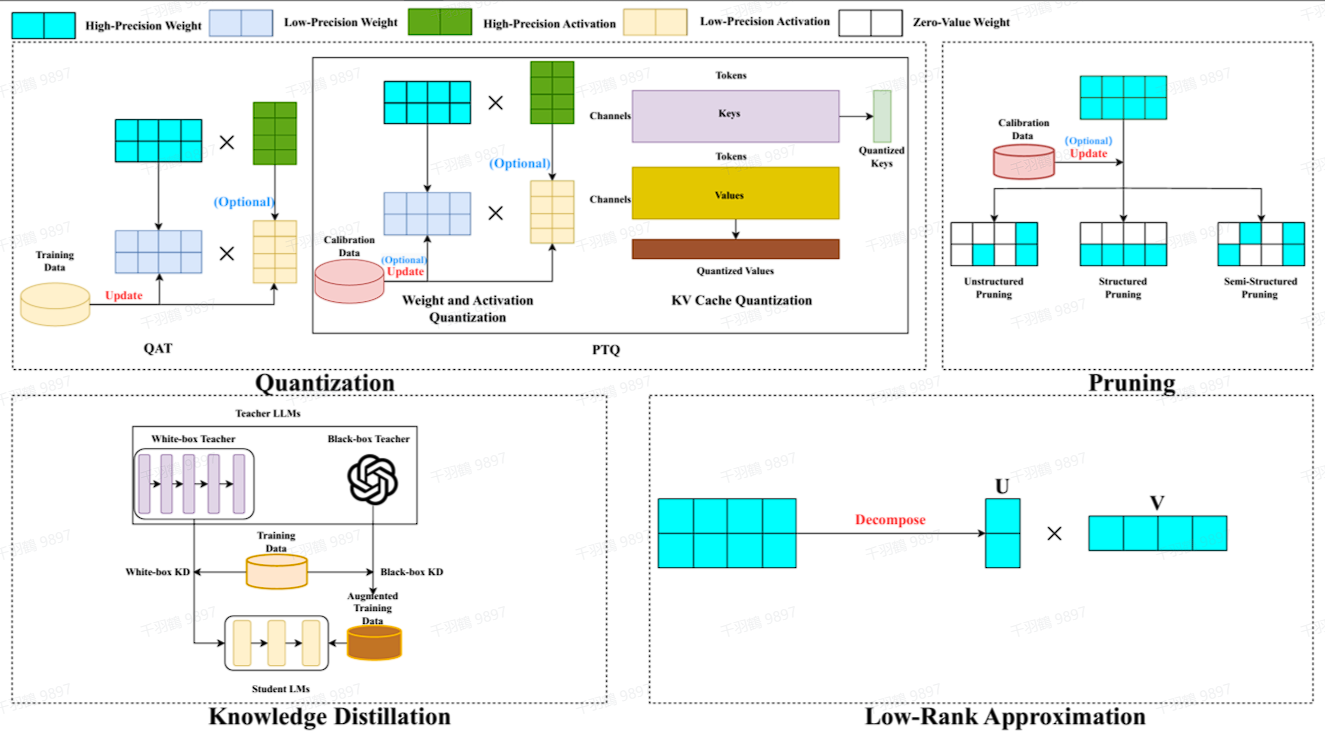 High-Precision Weight
Low-Precision Weight
High-Precision Activation
Low-Precision Activation
Zero-Value Weight
×
(Optional)
×
Training
Data
Update
QAT
×
(Optional)
×
Calibration
Data
(Optional)
Update
Weight and Activation
Quantization
Tokens
Channels
Keys
Quantized
Keys
Tokens
Channels
Values
Quantized Values
KV Cache Quantization
PTQ
Quantization
Calibration
Data
(Optional)
Update
Unstructured
Pruning
Structured
Pruning
Semi-Structured
Pruning
Pruning
Teacher LLMs
White-box Teacher
Black-box Teacher
Training
Data
White-box KD
Black-box KD
Augmented
Training
Data
Student LMs
Knowledge Distillation
Decompose
U
×
V
Low-Rank Approximation
千羽鶴 9897